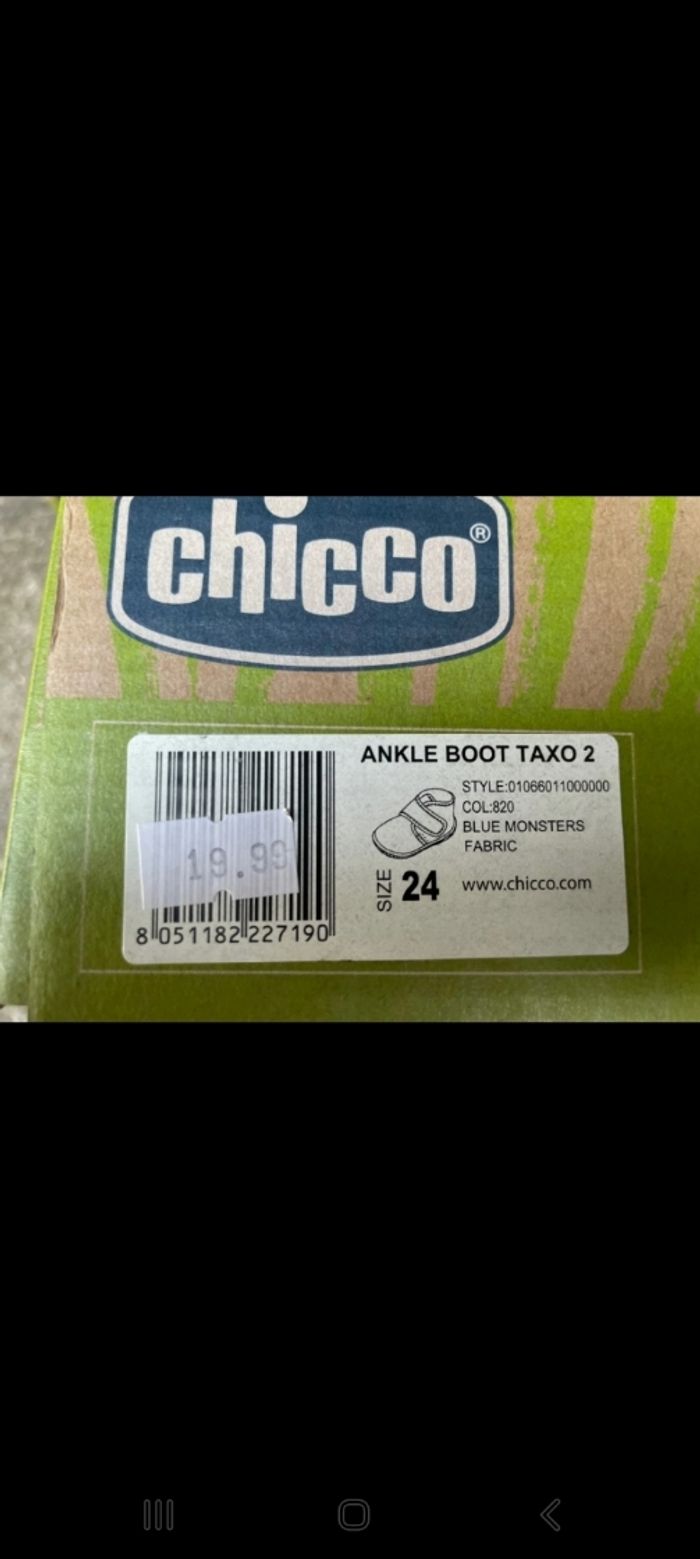 chicco®
ANKLE BOOT TAXO 2
STYLE:01066011000000
COL:820
BLUE MONSTERS
FABRIC
SIZE 24 www.chicco.com
19.99
8 051182 227190